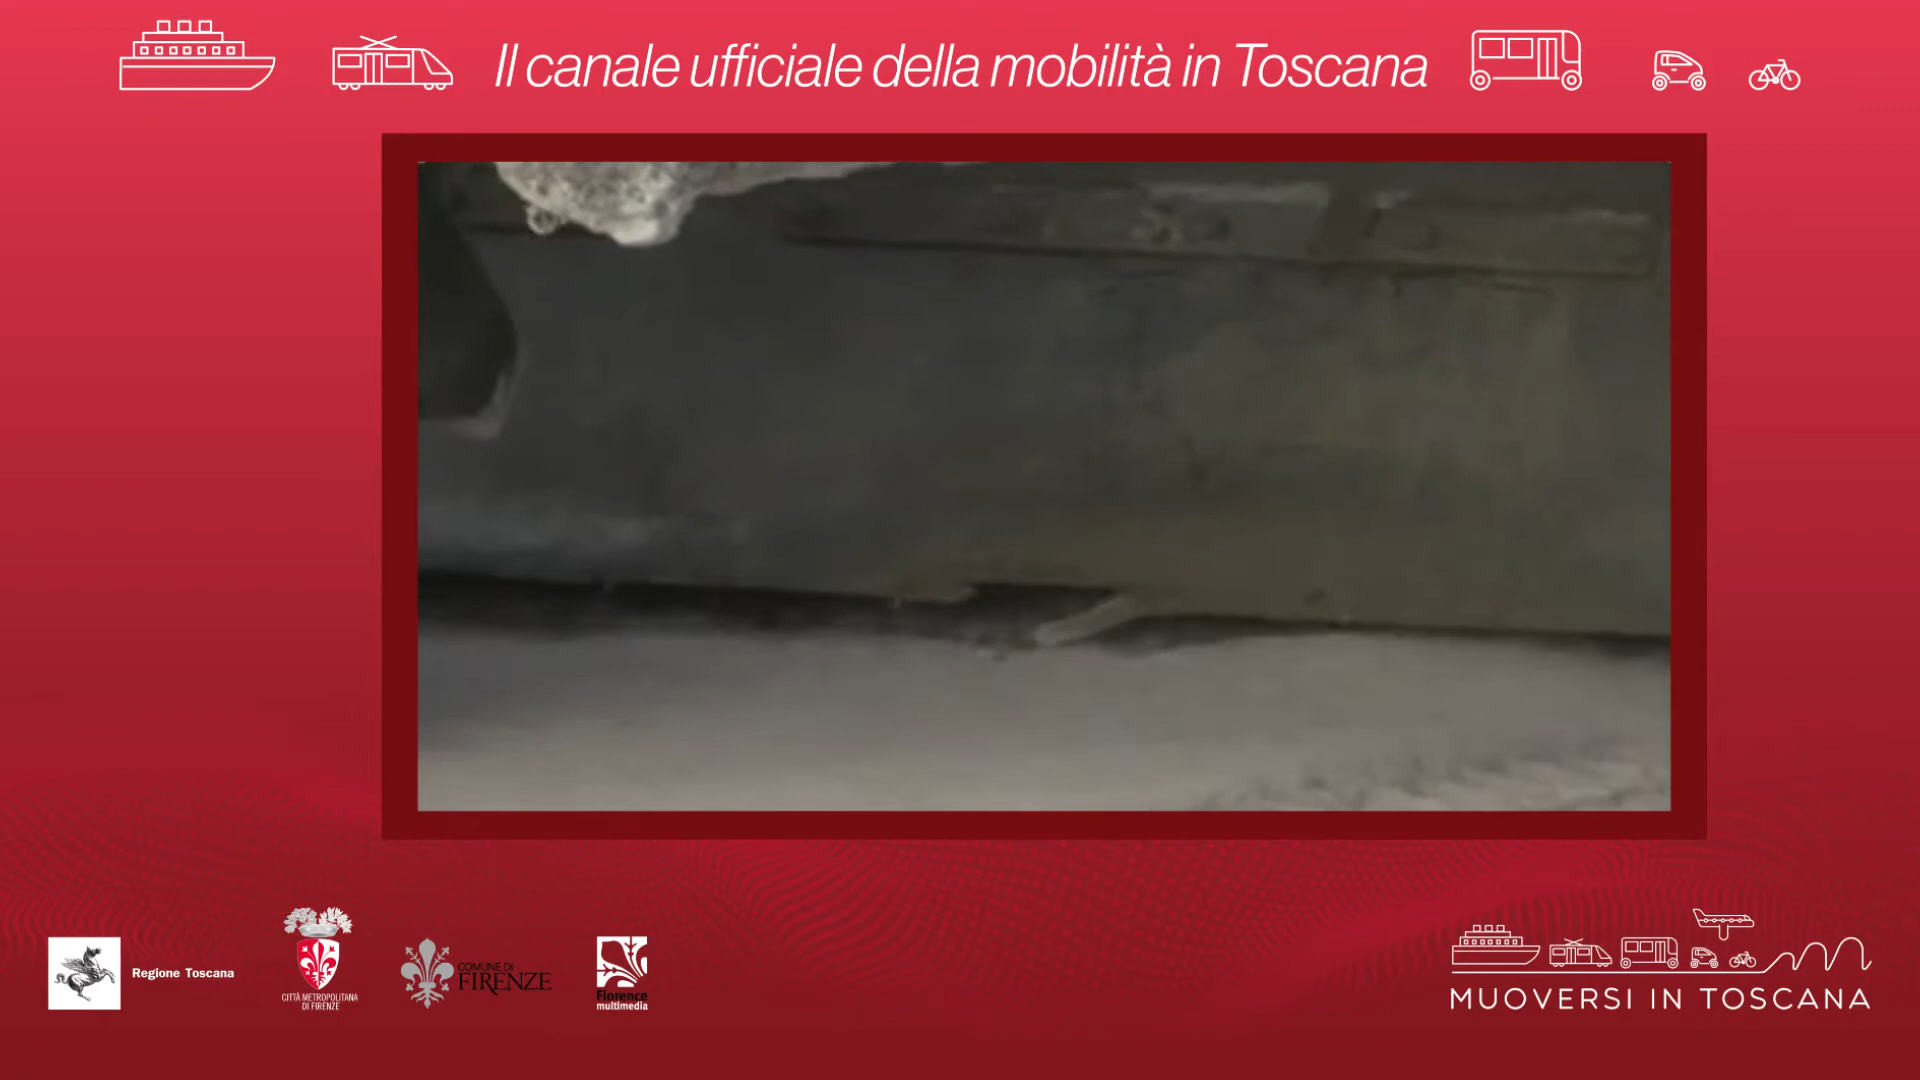 Il canale ufficiale della mobilità in Toscana
Regione Toscana
CITTÀ METROPOLITANA
DI FIRENZE
COMUNE DI
FIRENZE
Florence
multimedia
MUOVERSI IN TOSCANA